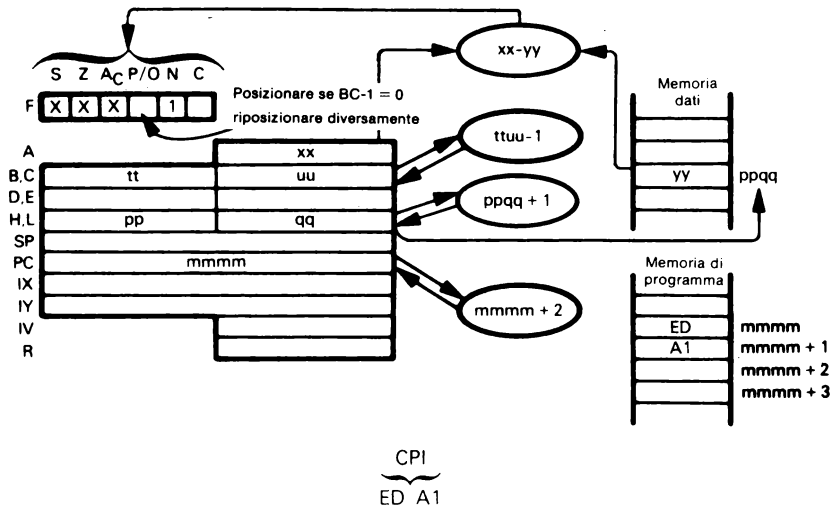 xx-yy
S Z AC P/O N C
F X X X 1
Posizionare se BC-1 = 0
riposizionare diversamente
Memoria
dati
A xx
ttuu-1
B,C tt uu
yy ppqq
D,E
ppqq + 1
H,L pp qq
SP
PC mmmm
Memoria di
programma
IX
IY
mmmm + 2
IV
R
ED mmmm
A1 mmmm + 1
mmmm + 2
mmmm + 3
CPI
ED A1